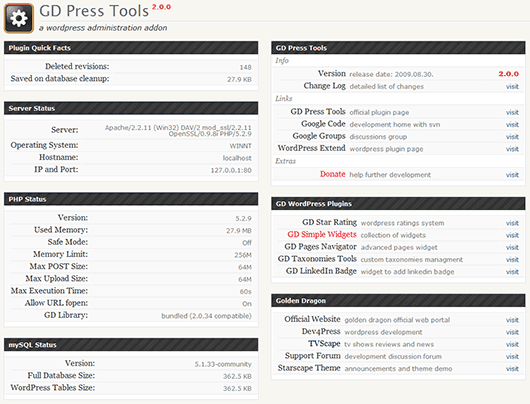 GD Press Tools 2.0.0
a wordpress administration addon
Plugin Quick Facts
Deleted revisions: 148
Saved on database cleanup: 27.9 KB
Server Status
Server: Apache/2.2.11 (Win32) DAV/2 mod_ssl/2.2.11
OpenSSL/0.9.8i PHP/5.2.9
Operating System: WINNT
Hostname: localhost
IP and Port: 127.0.0.1:80
PHP Status
Version: 5.2.9
Used Memory: 27.9 MB
Safe Mode: Off
Memory Limit: 256M
Max POST Size: 64M
Max Upload Size: 64M
Max Execution Time: 60s
Allow URL fopen: On
GD Library: bundled (2.0.34 compatible)
mySQL Status
Version: 5.1.33-community
Full Database Size: 362.5 KB
WordPress Tables Size: 362.5 KB
GD Press Tools
Info
Version release date: 2009.08.30. 2.0.0
Change Log detailed list of changes visit
Links
GD Press Tools official plugin page visit
Google Code development home with svn visit
Google Groups discussions group visit
WordPress Extend wordpress plugin page visit
Extras
Donate help further development visit
GD WordPress Plugins
GD Star Rating wordpress ratings system visit
GD Simple Widgets collection of widgets visit
GD Pages Navigator advanced pages widget visit
GD Taxonomies Tools custom taxonomies managment visit
GD LinkedIn Badge widget to add linkedin badge visit
Golden Dragon
Official Website golden dragon official web portal visit
Dev4Press wordpress development visit
TVScape tv shows reviews and news visit
Support Forum development discussion forum visit
Starscape Theme announcements and theme demo visit